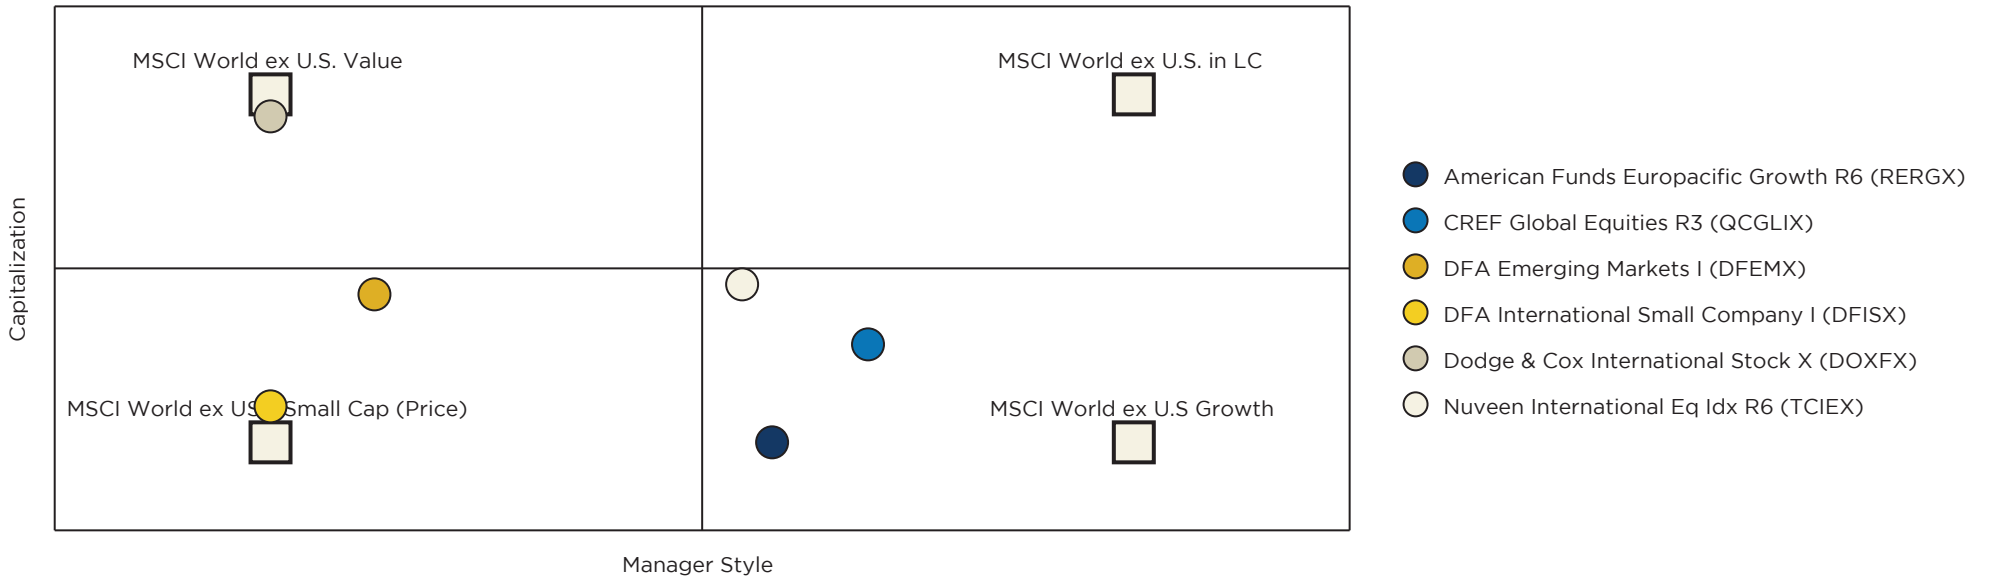 MSCI World ex U.S. Value
MSCI World ex U.S. in LC
Capitalization
MSCI World ex US Small Cap (Price)
MSCI World ex U.S Growth
Manager Style
American Funds Europacific Growth R6 (RERGX)
CREF Global Equities R3 (QCGLIX)
DFA Emerging Markets I (DFEMX)
DFA International Small Company I (DFISX)
Dodge & Cox International Stock X (DOXFX)
Nuveen International Eq Idx R6 (TCIEX)